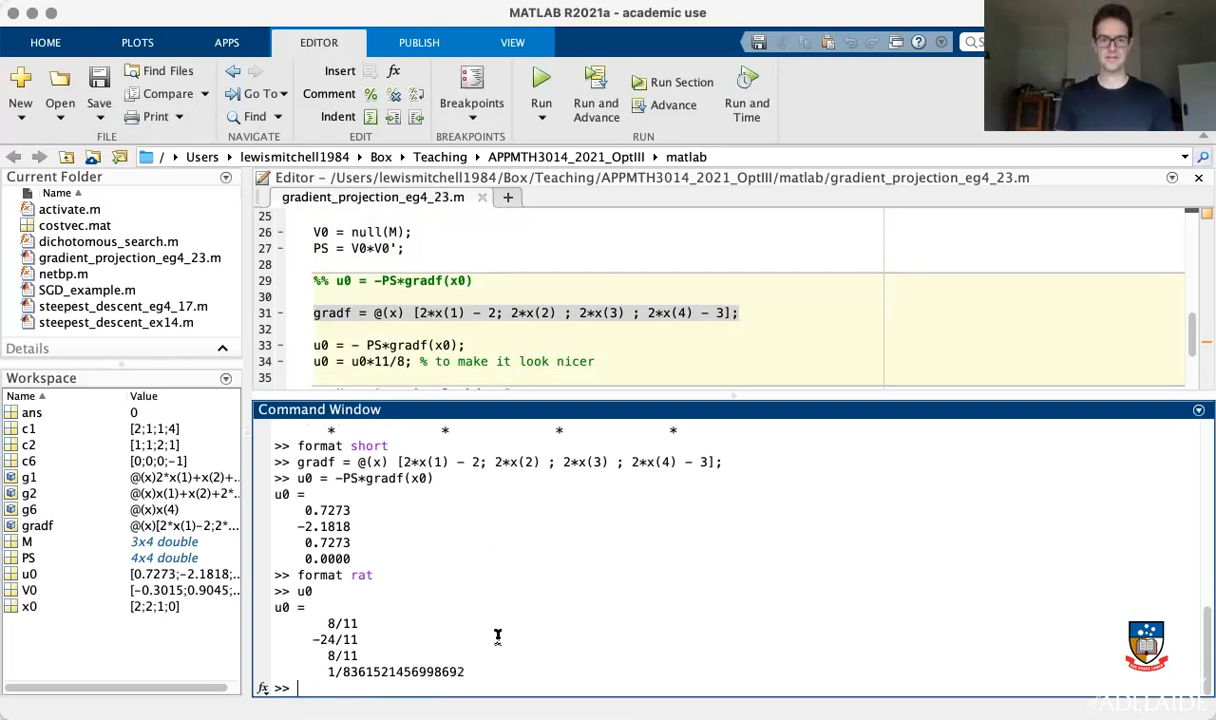 MATLAB R2021a - academic use
HOME PLOTS APPS EDITOR PUBLISH VIEW
New Open Save Find Files Compare Print
Go To Find
Insert fx Comment Indent
Breakpoints
Run Run and Advance Run Section Advance Run and Time
FILE NAVIGATE EDIT BREAKPOINTS RUN
/ Users lewismitchell1984 Box Teaching APPMTH3014_2021_OptIII matlab
Current Folder
Name
activate.m
costvec.mat
dichotomous_search.m
gradient_projection_eg4_23.m
netbp.m
SGD_example.m
steepest_descent_eg4_17.m
steepest_descent_ex14.m
Details
Workspace
Name Value
ans 0
c1 [2;1;1;4]
c2 [1;1;2;1]
c6 [0;0;0;-1]
g1 @(x)2*x(1)+x(2)+..
g2 @(x)x(1)+x(2)+2*..
g6 @(x)x(4)
gradf @(x)[2*x(1)-2;2*..
M 3x4 double
PS 4x4 double
u0 [0.7273;-2.1818;..
V0 [-0.3015;0.9045;..
x0 [2;2;1;0]
Editor - /Users/lewismitchell1984/Box/Teaching/APPMTH3014_2021_OptIII/matlab/gradient_projection_eg4_23.m
gradient_projection_eg4_23.m
25
26 - V0 = null(M);
27 - PS = V0*V0';
28
29 %% u0 = -PS*gradf(x0)
30
31 - gradf = @(x) [2*x(1) - 2; 2*x(2) ; 2*x(3) ; 2*x(4) - 3];
32
33 - u0 = - PS*gradf(x0);
34 - u0 = u0*11/8; % to make it look nicer
35
Command Window
* * * *
>> format short
>> gradf = @(x) [2*x(1) - 2; 2*x(2) ; 2*x(3) ; 2*x(4) - 3];
>> u0 = -PS*gradf(x0)
u0 =
0.7273
-2.1818
0.7273
0.0000
>> format rat
>> u0
u0 =
8/11
-24/11
8/11
1/8361521456998692
fx >>
ADELAIDE